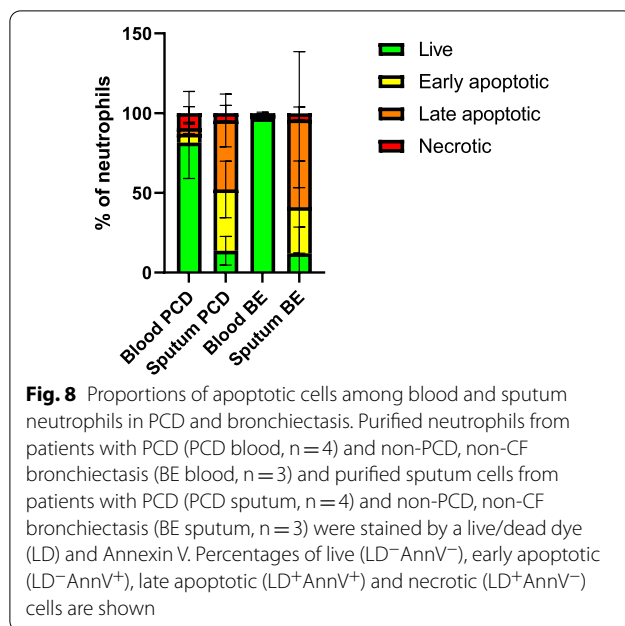 150
100
50
0
% of neutrophils
Blood PCD
Sputum PCD
Blood BE
Sputum BE
Live
Early apoptotic
Late apoptotic
Necrotic
Fig. 8 Proportions of apoptotic cells among blood and sputum
neutrophils in PCD and bronchiectasis. Purified neutrophils from
patients with PCD (PCD blood, n = 4) and non-PCD, non-CF
bronchiectasis (BE blood, n = 3) and purified sputum cells from
patients with PCD (PCD sputum, n = 4) and non-PCD, non-CF
bronchiectasis (BE sputum, n = 3) were stained by a live/dead dye
(LD) and Annexin V. Percentages of live (LD⁻AnnV⁻), early apoptotic
(LD⁻AnnV⁺), late apoptotic (LD⁺AnnV⁺) and necrotic (LD⁺AnnV⁻)
cells are shown